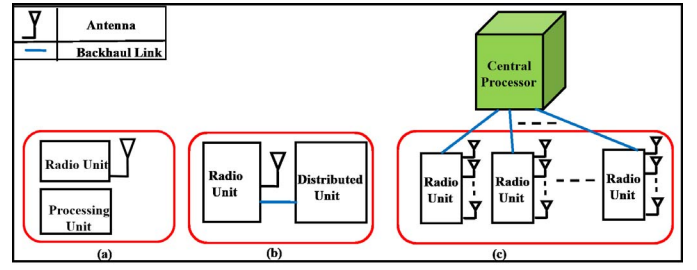 Antenna
Backhaul Link
Central
Processor
Radio Unit
Processing
Unit
(a)
Radio
Unit
Distributed
Unit
(b)
Radio
Unit
Radio
Unit
Radio
Unit
(c)